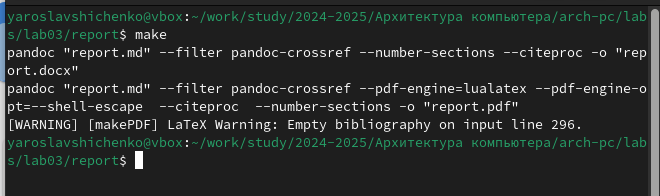 yaroslavshichenko@vbox:~/work/study/2024-2025/Архитектура компьютера/arch-pc/lab
s/lab03/report$ make
pandoc "report.md" --filter pandoc-crossref --number-sections --citeproc -o "rep
ort.docx"
pandoc "report.md" --filter pandoc-crossref --pdf-engine=lualatex --pdf-engine-o
pt=--shell-escape  --citeproc  --number-sections -o "report.pdf"
[WARNING] [makePDF] LaTeX Warning: Empty bibliography on input line 296.
yaroslavshichenko@vbox:~/work/study/2024-2025/Архитектура компьютера/arch-pc/lab
s/lab03/report$